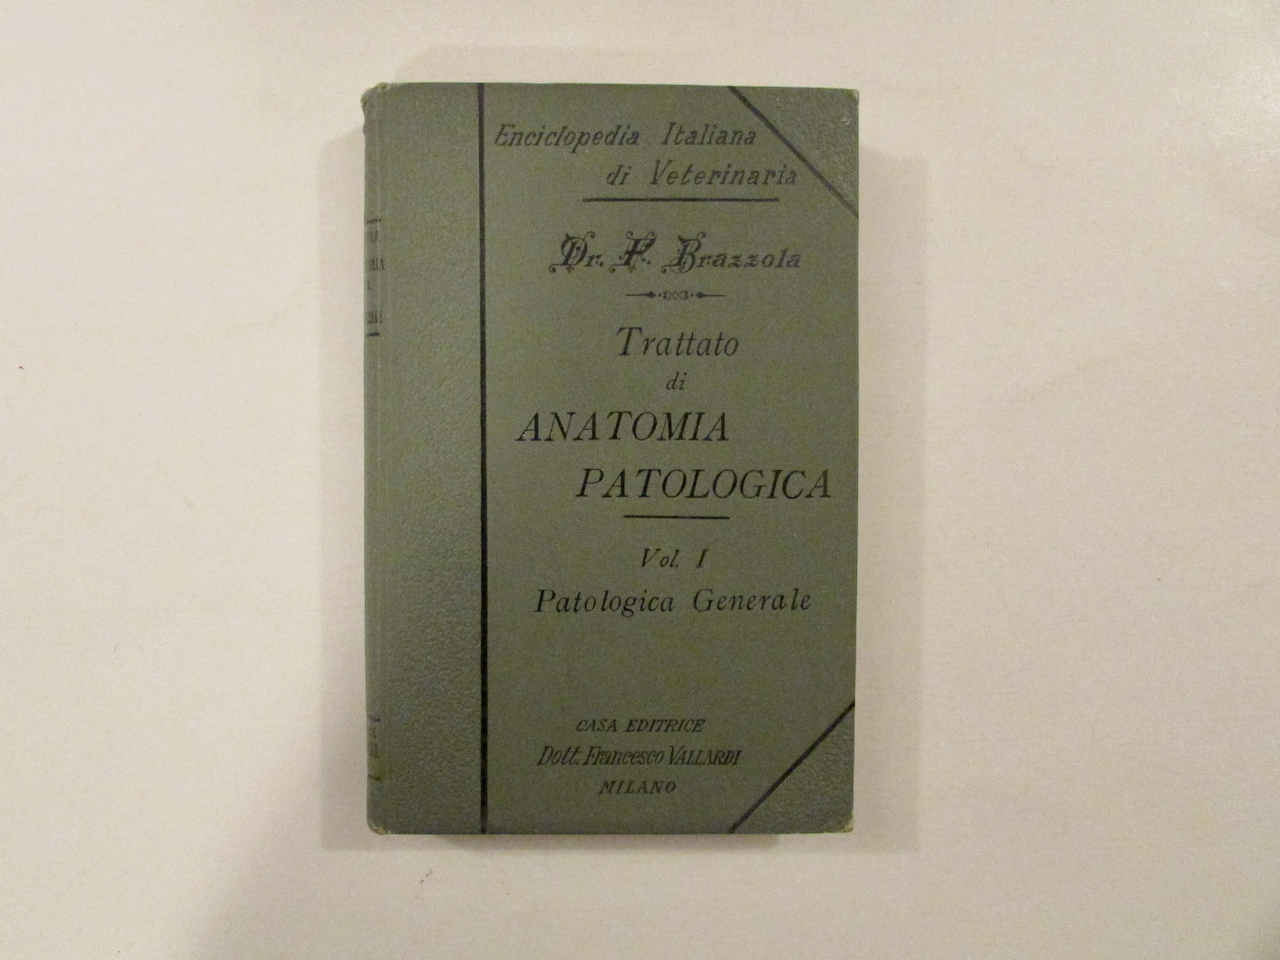 Enciclopedia Italiana
di Veterinaria
Dr. F. Brazzola
Trattato
di
ANATOMIA
PATOLOGICA
Vol. I
Patologica Generale
CASA EDITRICE
Dott. Francesco VALLARDI
MILANO